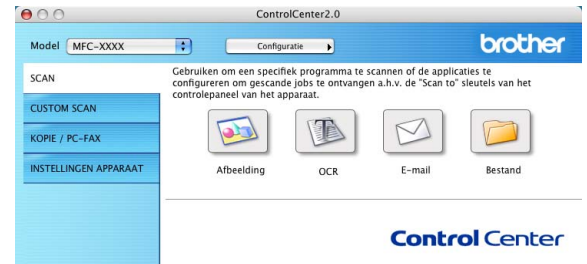 ControlCenter2.0
Model MFC-XXXX Configuratie brother
SCAN
CUSTOM SCAN
KOPIE / PC-FAX
INSTELLINGEN APPARAAT
Gebruiken om een specifiek programma te scannen of de applicaties te
configureren om gescande jobs te ontvangen a.h.v. de "Scan to" sleutels van het
controlepaneel van het apparaat.
Afbeelding OCR E-mail Bestand
Control Center